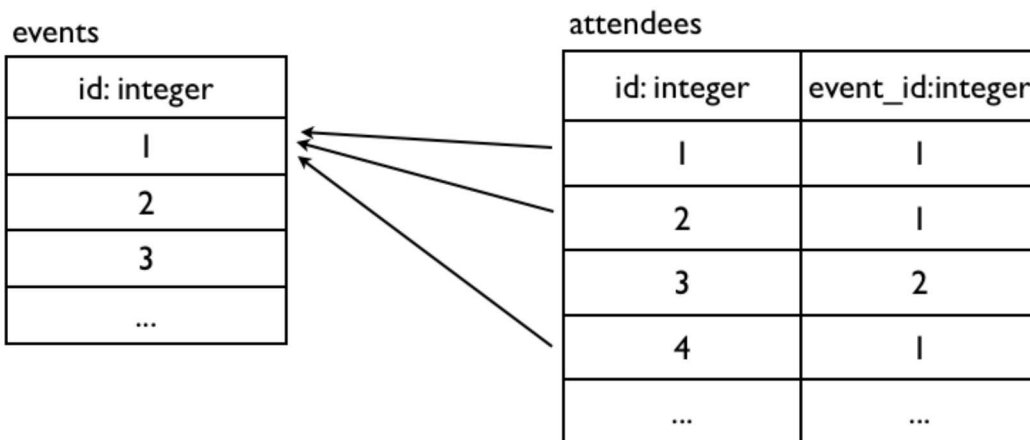 events
id: integer
1
2
3
...
attendees
id: integer event_id:integer
1 1
2 1
3 2
4 1
... ...